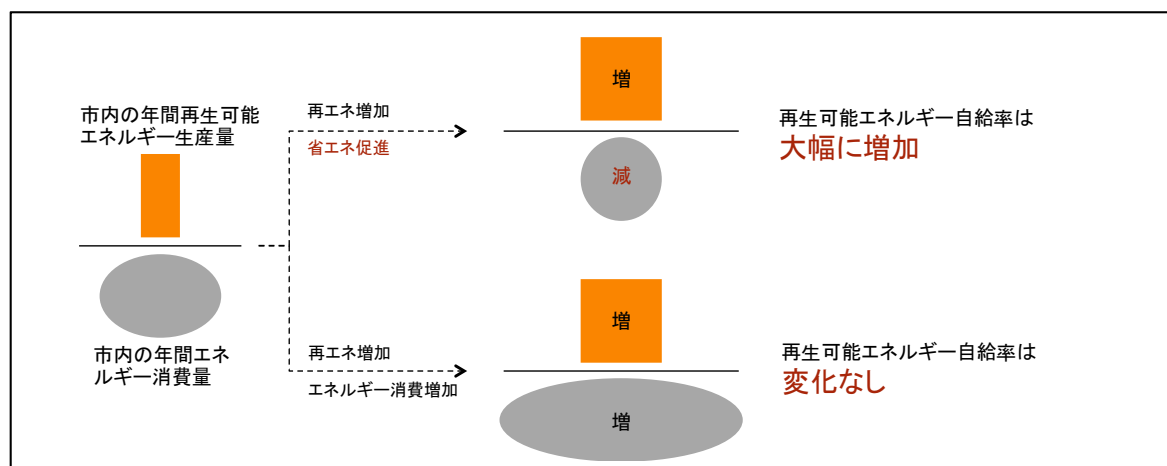 市内の年間再生可能
エネルギー生産量
市内の年間エネ
ルギー消費量
再エネ増加
省エネ促進
増
減
再生可能エネルギー自給率は
大幅に増加
再エネ増加
エネルギー消費増加
増
増
再生可能エネルギー自給率は
変化なし